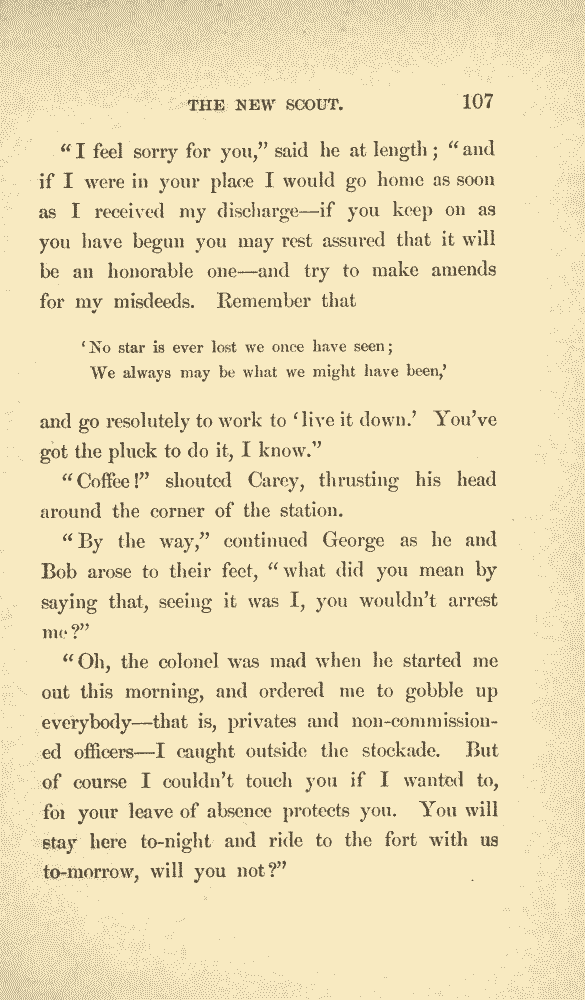 THE NEW SCOUT. 107
“I feel sorry for you,” said he at length; “and
if I were in your place I would go home as soon
as I received my discharge—if you keep on as
you have begun you may rest assured that it will
be an honorable one—and try to make amends
for my misdeeds. Remember that
‘No star is ever lost we once have seen;
We always may be what we might have been,’
and go resolutely to work to ‘live it down.’ You’ve
got the pluck to do it, I know.”
“Coffee!” shouted Carey, thrusting his head
around the corner of the station.
“By the way,” continued George as he and
Bob arose to their feet, “what did you mean by
saying that, seeing it was I, you wouldn’t arrest
me?”
“Oh, the colonel was mad when he started me
out this morning, and ordered me to gobble up
everybody—that is, privates and non-commission-
ed officers—I caught outside the stockade. But
of course I couldn’t touch you if I wanted to,
for your leave of absence protects you. You will
stay here to-night and ride to the fort with us
to-morrow, will you not?”